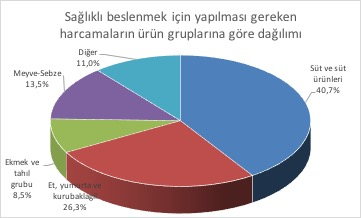 Sağlıklı beslenmek için yapılması gereken
harcamaların ürün gruplarına göre dağılımı
Diğer
11,0%
Süt ve süt
ürünleri
40,7%
Meyve-Sebze
13,5%
Ekmek ve
tahıl
grubu
8,5%
Et, yumurta ve
kurubaklagil
26,3%